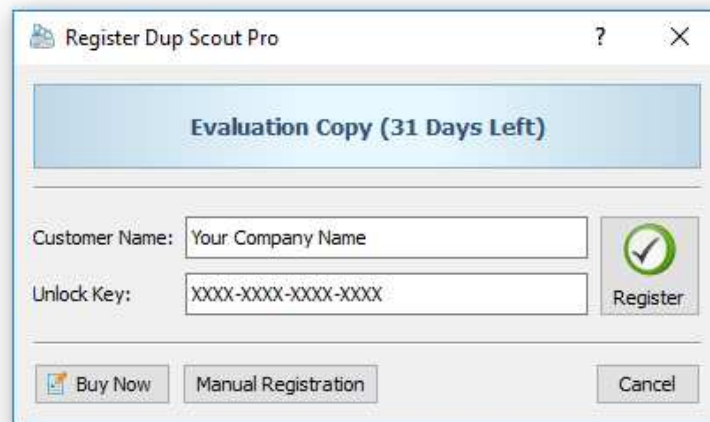 Register Dup Scout Pro
?
Evaluation Copy (31 Days Left)
Customer Name: Your Company Name
Unlock Key: XXXX-XXXX-XXXX-XXXX
Register
Buy Now Manual Registration Cancel